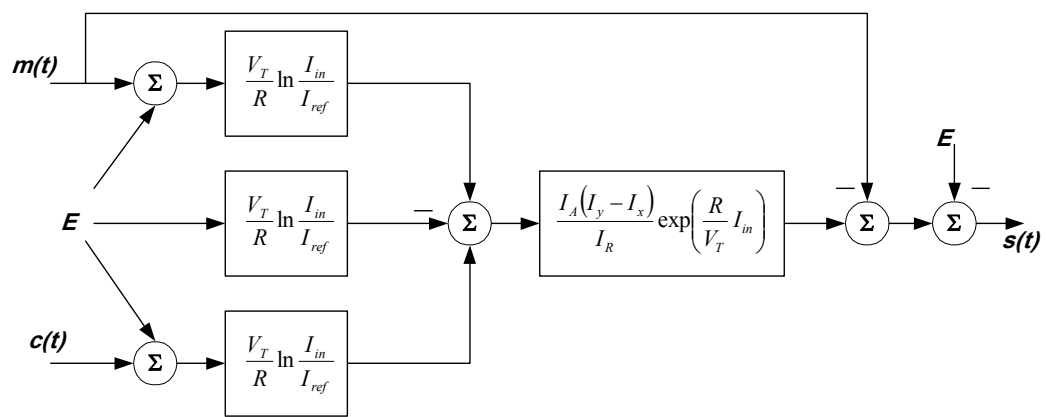 m(t)
Σ
V_T/R ln I_in/I_ref
E
E
V_T/R ln I_in/I_ref
−
Σ
I_A(I_y − I_x)/I_R exp(R/V_T I_in)
−
Σ
−
Σ
s(t)
c(t)
Σ
V_T/R ln I_in/I_ref